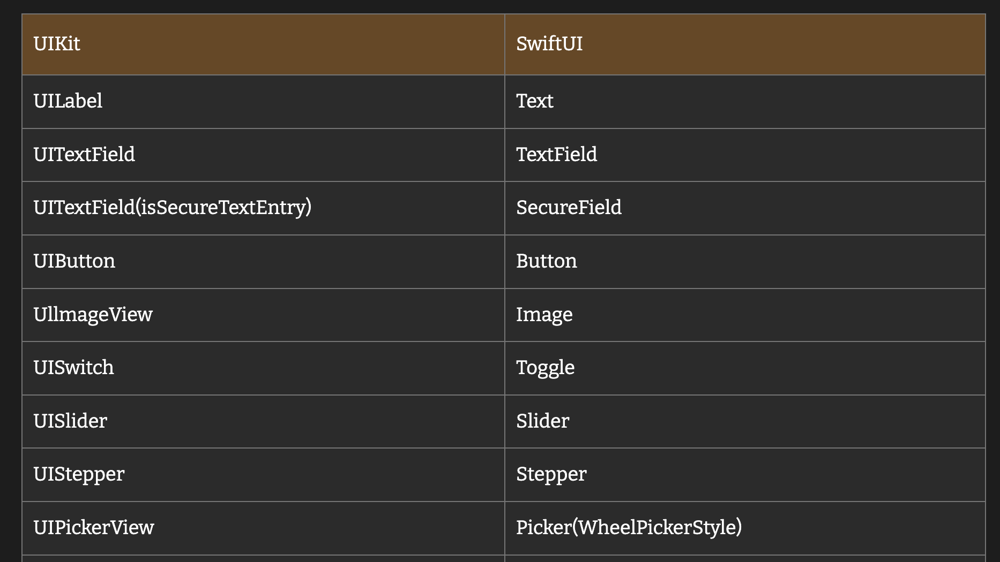 UIKit SwiftUI
UILabel Text
UITextField TextField
UITextField(isSecureTextEntry) SecureField
UIButton Button
UllmageView Image
UISwitch Toggle
UISlider Slider
UIStepper Stepper
UIPickerView Picker(WheelPickerStyle)